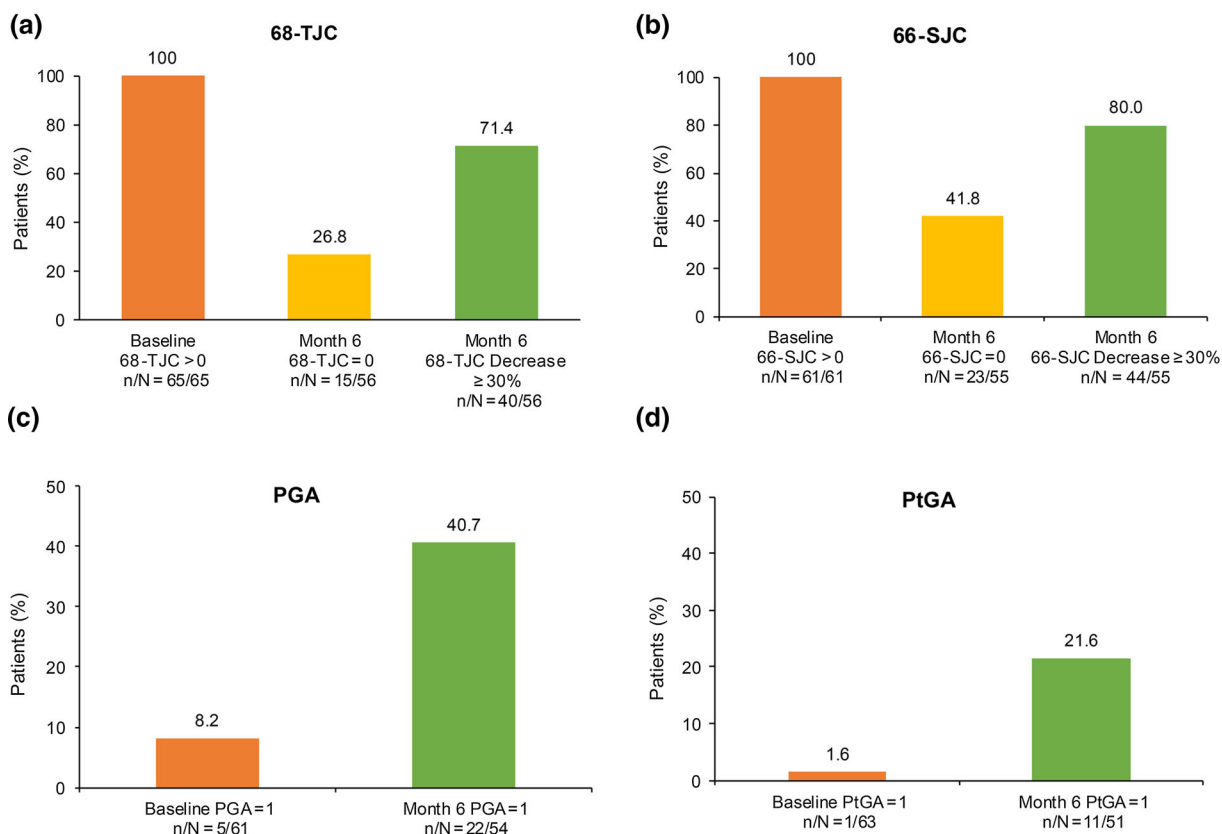 (a)
68-TJC
Patients (%)
100
80
60
40
20
0
100
26.8
71.4
Baseline
68-TJC >0
n/N = 65/65
Month 6
68-TJC = 0
n/N = 15/56
Month 6
68-TJC Decrease
≥ 30%
n/N = 40/56
(b)
66-SJC
Patients (%)
100
80
60
40
20
0
100
41.8
80.0
Baseline
66-SJC >0
n/N = 61/61
Month 6
66-SJC =0
n/N = 23/55
Month 6
66-SJC Decrease ≥ 30%
n/N = 44/55
(c)
PGA
Patients (%)
50
40
30
20
10
0
8.2
40.7
Baseline PGA = 1
n/N = 5/61
Month 6 PGA = 1
n/N = 22/54
(d)
PtGA
Patients (%)
50
40
30
20
10
0
1.6
21.6
Baseline PtGA = 1
n/N = 1/63
Month 6 PtGA = 1
n/N = 11/51